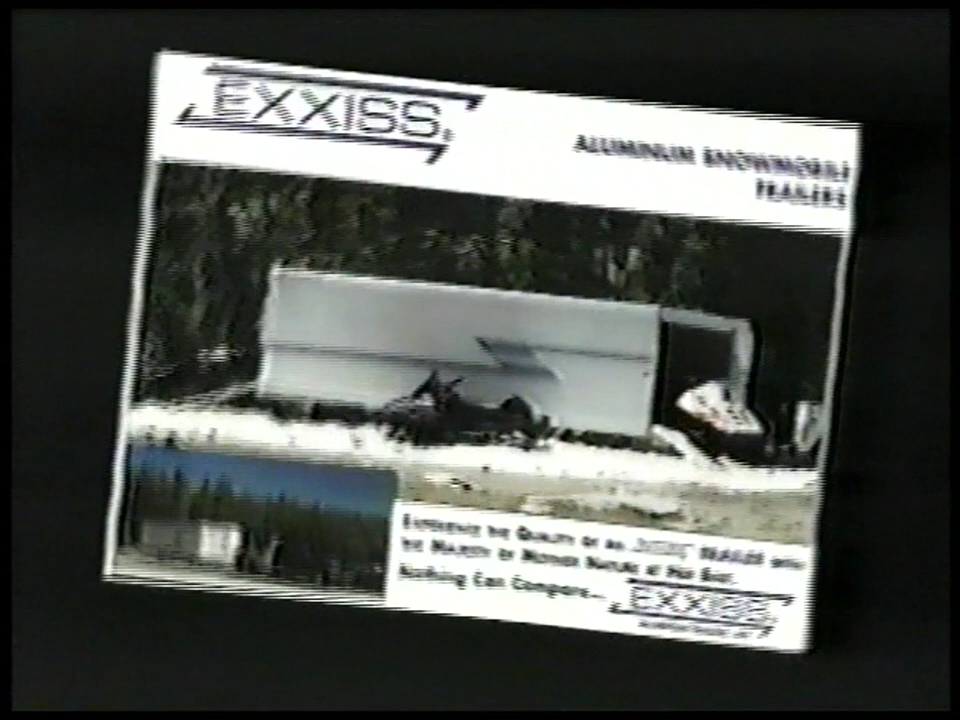 EXXISS®
ALUMINUM SNOWMOBILE
TRAILERS
EXPERIENCE THE QUALITY OF AN EXXISS TRAILER WITH
THE MAJESTY OF MOTHER NATURE AT HER BEST.
Nothing Can Compare...
EXXISS